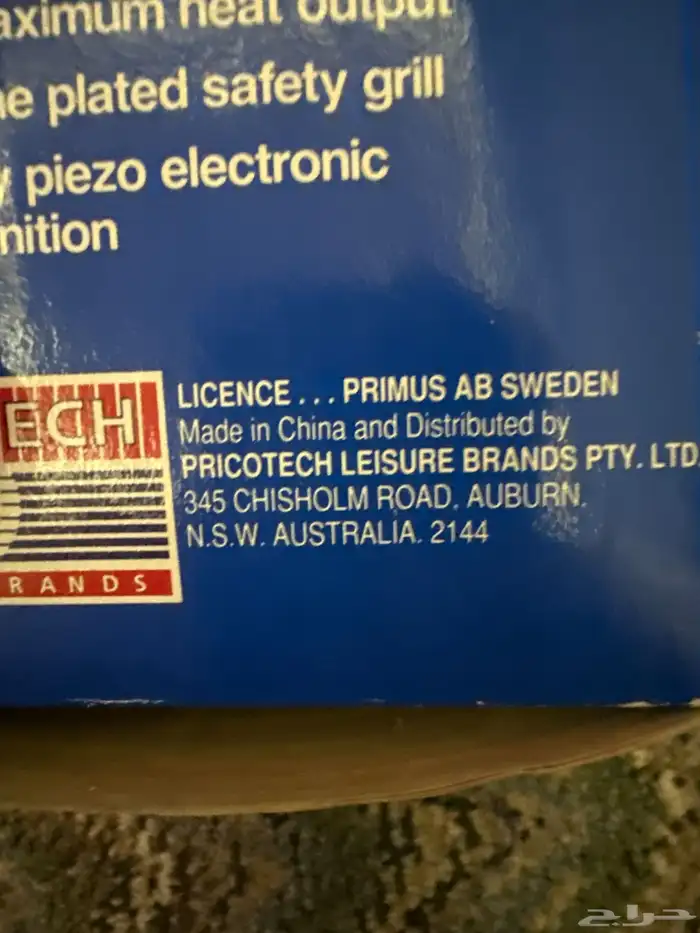 aximum heat output
e plated safety grill
piezo electronic
nition
ECH
RANDS
LICENCE . . . PRIMUS AB SWEDEN
Made in China and Distributed by
PRICOTECH LEISURE BRANDS PTY. LTD
345 CHISHOLM ROAD, AUBURN.
N.S.W. AUSTRALIA. 2144
حراج